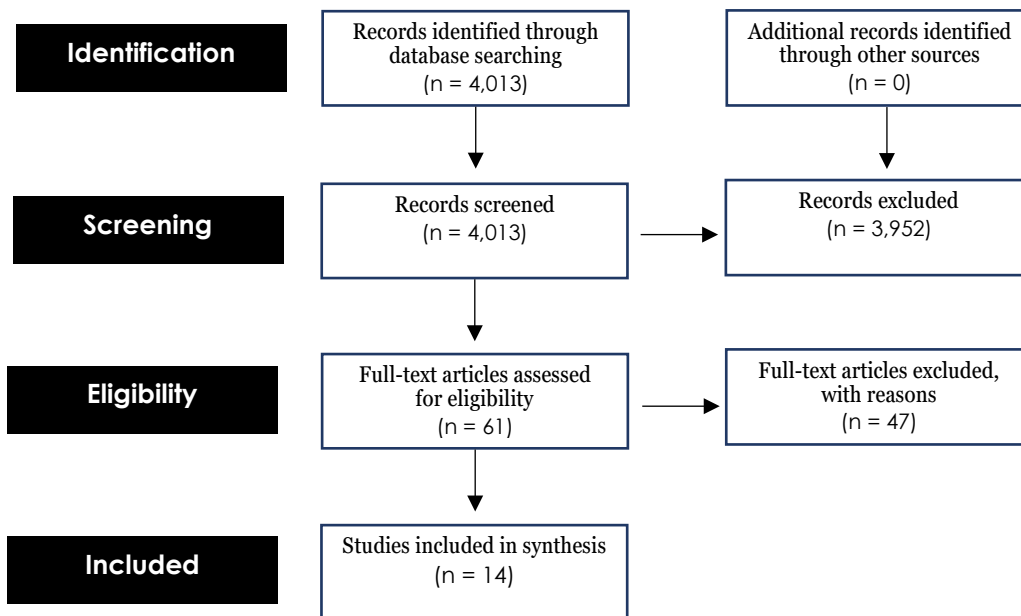 Identification
Records identified through
database searching
(n = 4,013)
Additional records identified
through other sources
(n = 0)
Screening
Records screened
(n = 4,013)
Records excluded
(n = 3,952)
Eligibility
Full-text articles assessed
for eligibility
(n = 61)
Full-text articles excluded,
with reasons
(n = 47)
Included
Studies included in synthesis
(n = 14)